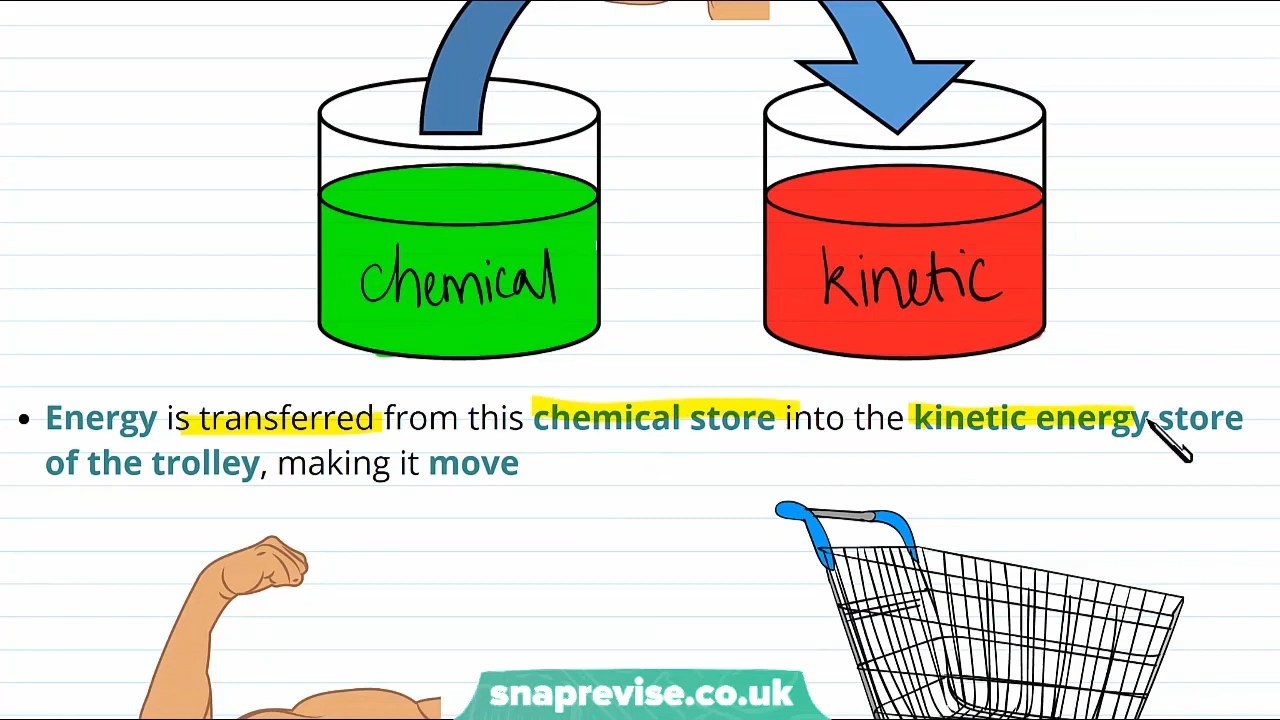 chemical
kinetic
• Energy is transferred from this chemical store into the kinetic energy store
of the trolley, making it move
snaprevise.co.uk